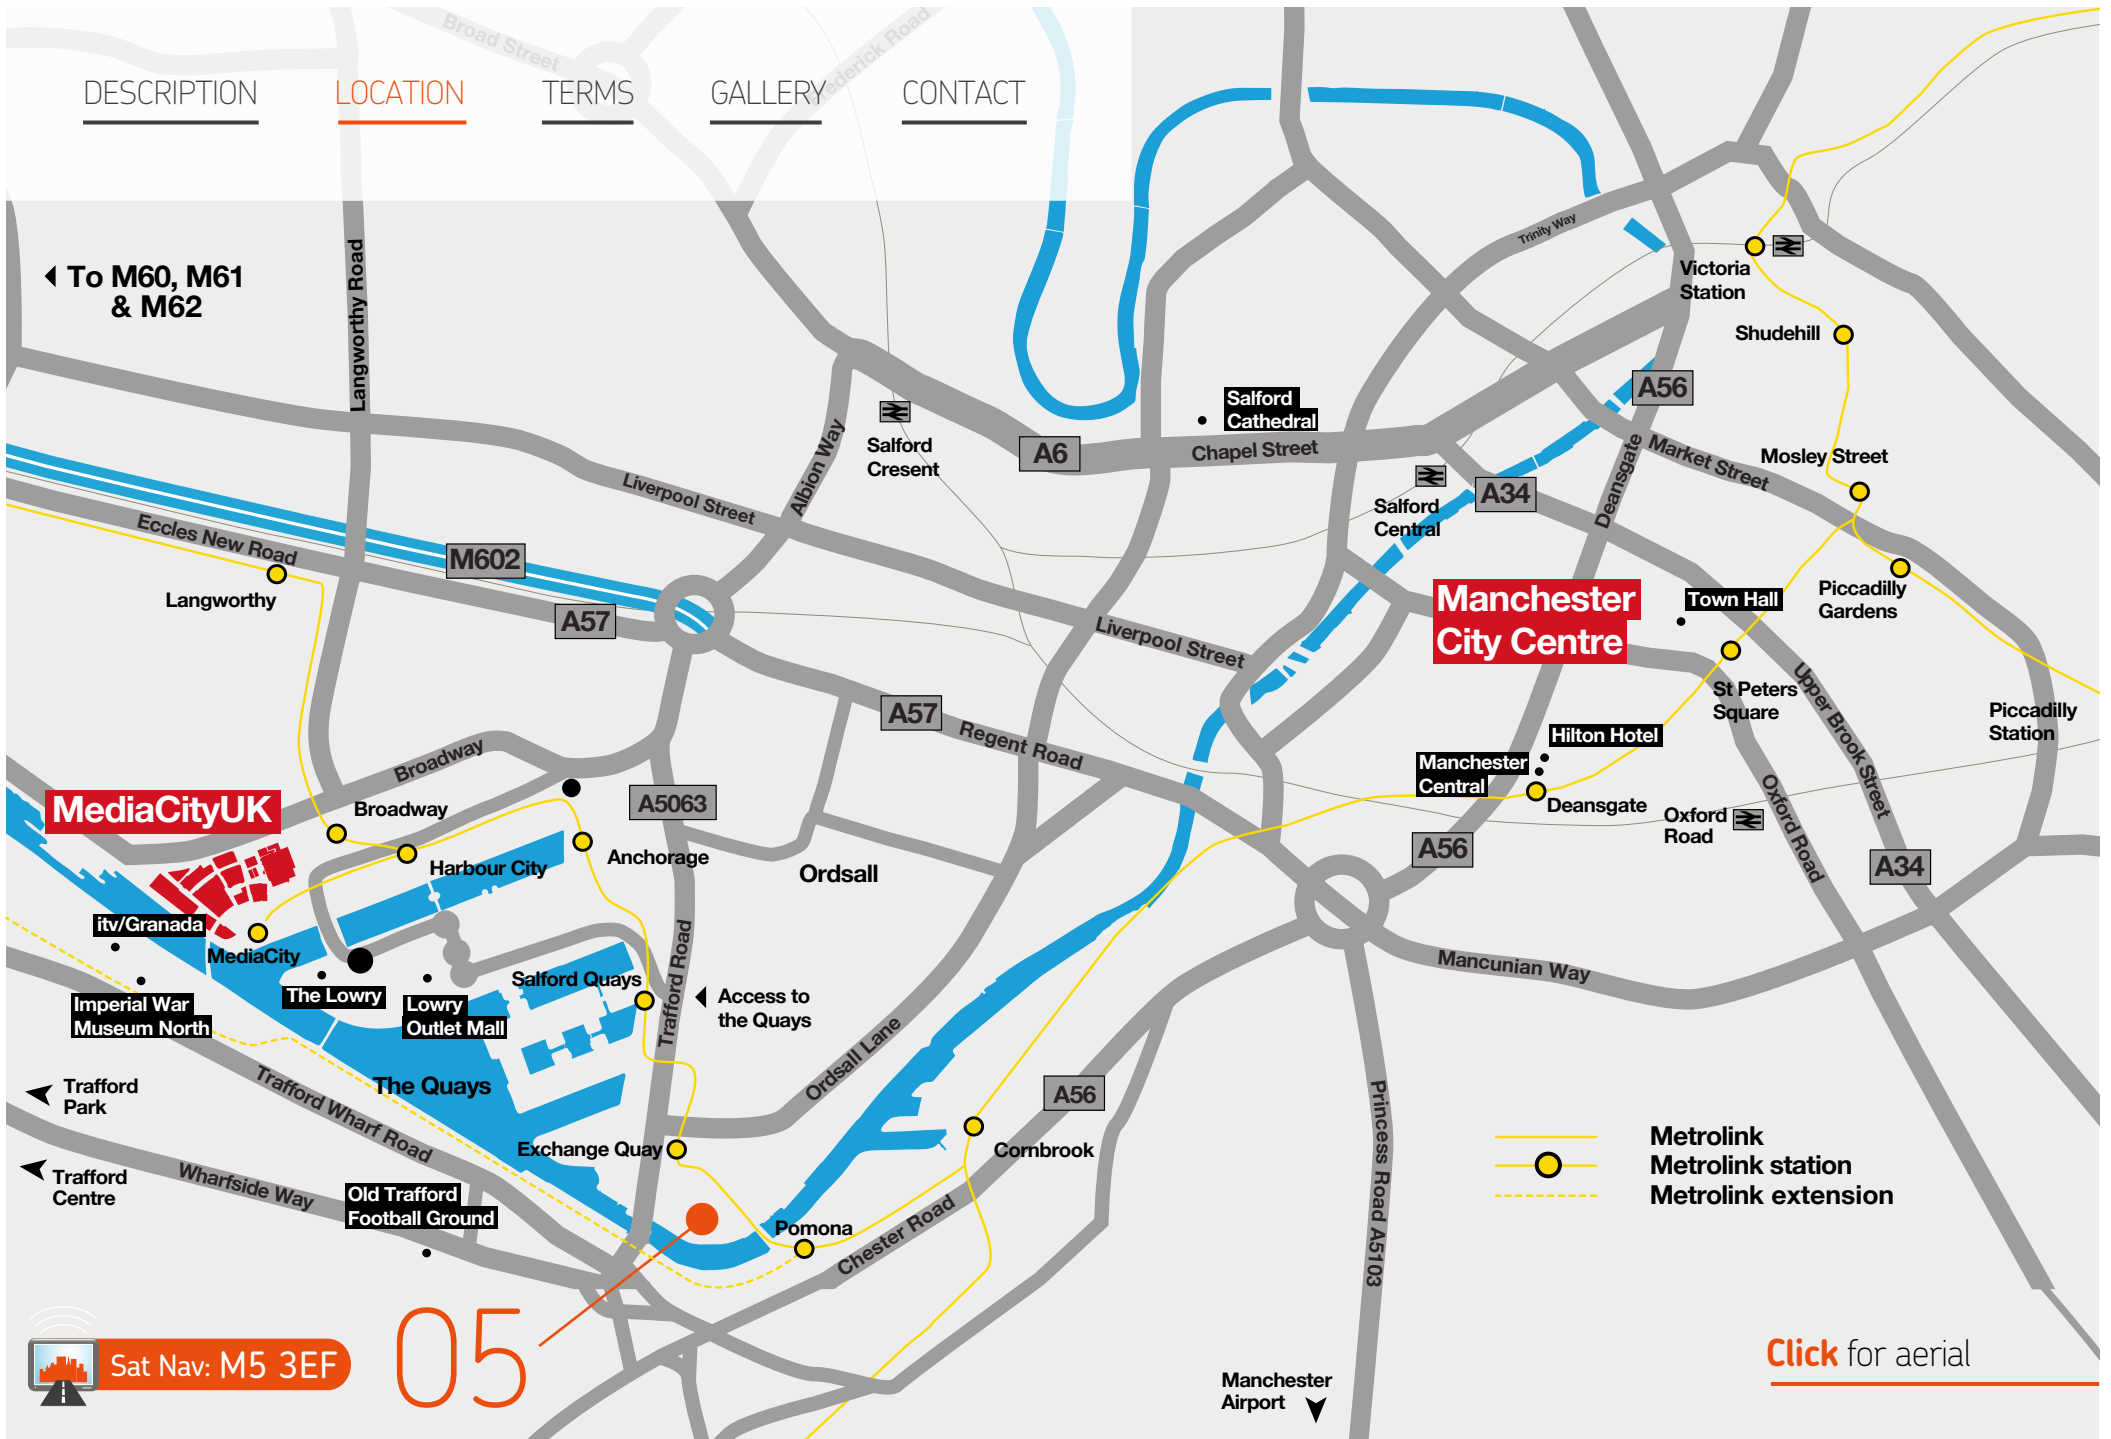 Broad Street
Frederick Road
DESCRIPTION
LOCATION
TERMS
GALLERY
CONTACT
To M60, M61
& M62
Langworthy Road
Trinity Way
Victoria
Station
Shudehill
A56
Salford
Cathedral
Chapel Street
A6
Salford
Cresent
Albion Way
Liverpool Street
Deansgate
Market Street
Mosley Street
Salford
Central
A34
Eccles New Road
M602
Langworthy
A57
Liverpool Street
Manchester
City Centre
Town Hall
Piccadilly
Gardens
St Peters
Square
Upper Brook Street
Piccadilly
Station
A57
Regent Road
Hilton Hotel
Manchester
Central
Deansgate
Oxford
Road
Oxford Road
A56
A34
Broadway
MediaCityUK
Broadway
A5063
Harbour City
Anchorage
Ordsall
itv/Granada
MediaCity
Imperial War
Museum North
The Lowry
Lowry
Outlet Mall
Salford Quays
Trafford Road
Access to
the Quays
Mancunian Way
Ordsall Lane
The Quays
Trafford
Park
Trafford Wharf Road
A56
Trafford
Centre
Wharfside Way
Exchange Quay
Cornbrook
Old Trafford
Football Ground
Pomona
Chester Road
Princess Road A5103
Metrolink
Metrolink station
Metrolink extension
05
Sat Nav: M5 3EF
Manchester
Airport
Click for aerial